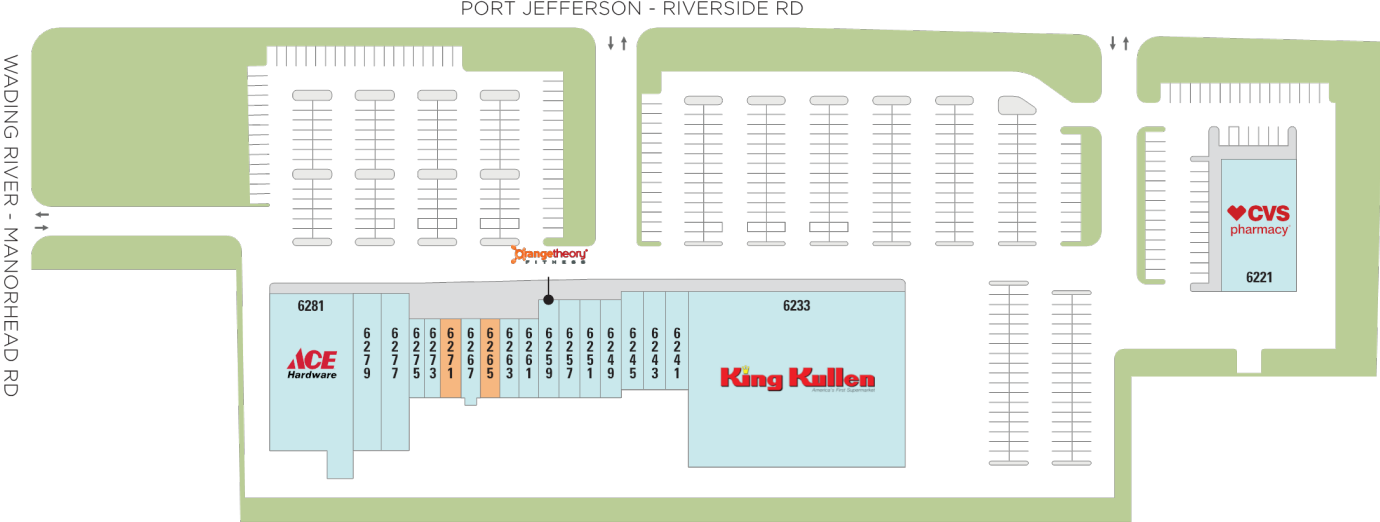 PORT JEFFERSON - RIVERSIDE RD
WADING RIVER - MANORHEAD RD
CVS
pharmacy
6221
Orangetheory
FITNESS
6281
ACE
Hardware
6279
6277
6275
6273
6271
6267
6265
6263
6261
6259
6257
6251
6249
6245
6243
6241
6233
King Kullen
America's First Supermarket